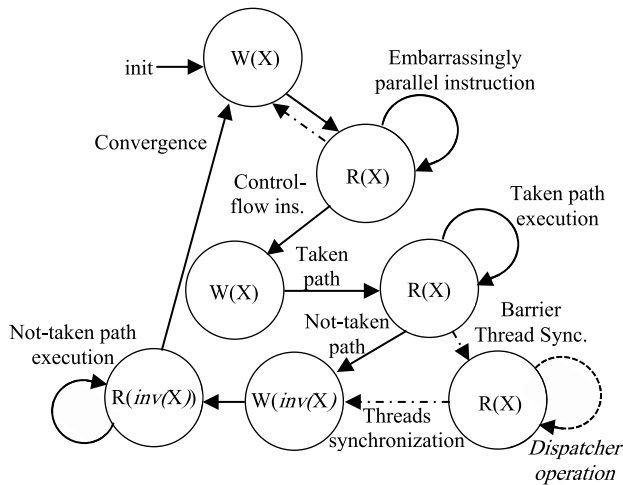 init
W(X)
Embarrassingly
parallel instruction
Convergence
R(X)
Control-
flow ins.
Taken path
execution
W(X)
Taken
path
R(X)
Barrier
Thread Sync.
Not-taken
path
Not-taken path
execution
R(inv(X))
W(inv(X)
Threads
synchronization
R(X)
Dispatcher
operation